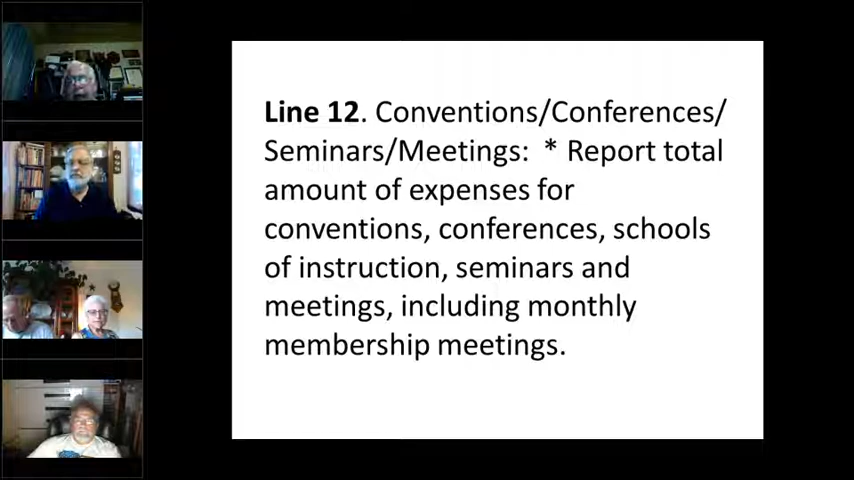 Line 12. Conventions/Conferences/
Seminars/Meetings:  * Report total
amount of expenses for
conventions, conferences, schools
of instruction, seminars and
meetings, including monthly
membership meetings.